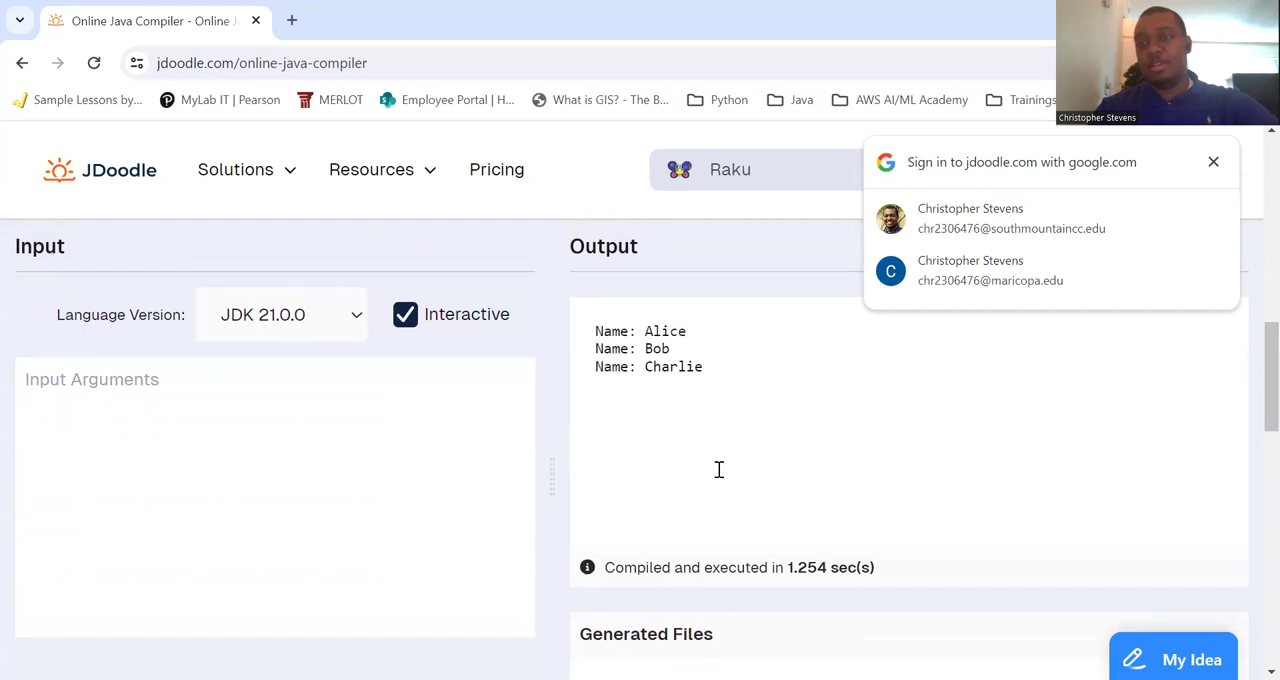 Online Java Compiler - Online J
jdoodle.com/online-java-compiler
Sample Lessons by...
MyLab IT | Pearson
MERLOT
Employee Portal | H...
What is GIS? - The B...
Python
Java
AWS AI/ML Academy
Trainings
Christopher Stevens
JDoodle
Solutions
Resources
Pricing
Raku
Sign in to jdoodle.com with google.com
Christopher Stevens
chr2306476@southmountaincc.edu
C
Christopher Stevens
chr2306476@maricopa.edu
Input
Language Version:
JDK 21.0.0
Interactive
Input Arguments
Output
Name: Alice
Name: Bob
Name: Charlie
Compiled and executed in 1.254 sec(s)
Generated Files
My Idea